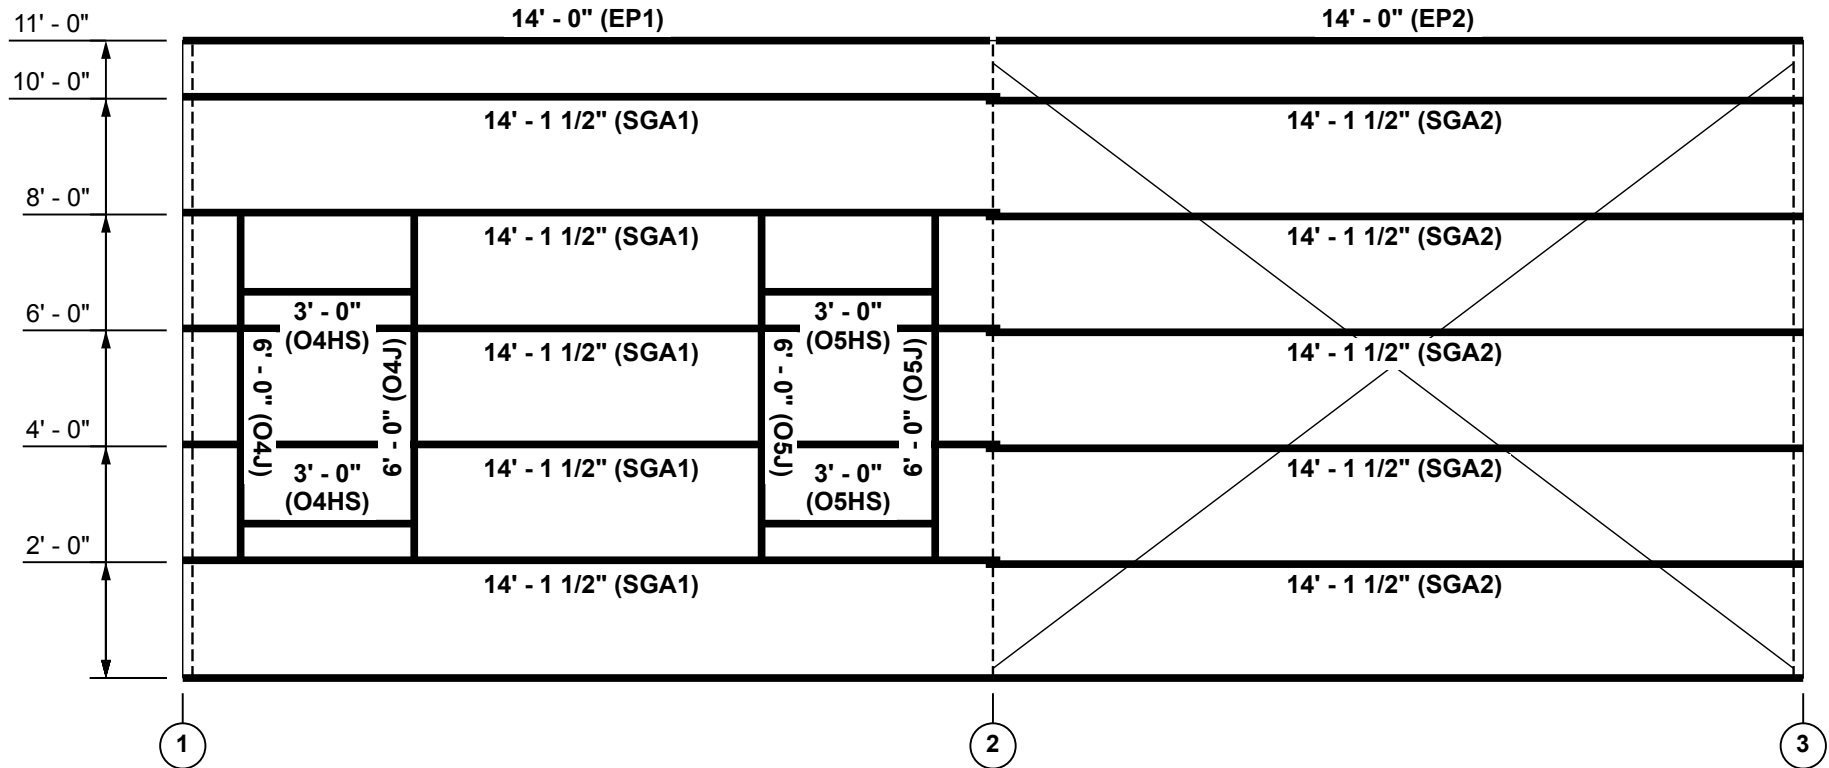 14' - 0" (EP1)
14' - 0" (EP2)
11' - 0"
10' - 0"
14' - 1 1/2" (SGA1)
14' - 1 1/2" (SGA2)
8' - 0"
14' - 1 1/2" (SGA1)
14' - 1 1/2" (SGA2)
6' - 0"
3' - 0"
(O4HS)
3' - 0"
(O5HS)
6' - 0" (O4J)
6' - 0" (O4J)
14' - 1 1/2" (SGA1)
6' - 0" (O5J)
6' - 0" (O5J)
14' - 1 1/2" (SGA2)
4' - 0"
3' - 0"
(O4HS)
14' - 1 1/2" (SGA1)
3' - 0"
(O5HS)
14' - 1 1/2" (SGA2)
2' - 0"
14' - 1 1/2" (SGA1)
14' - 1 1/2" (SGA2)
1
2
3